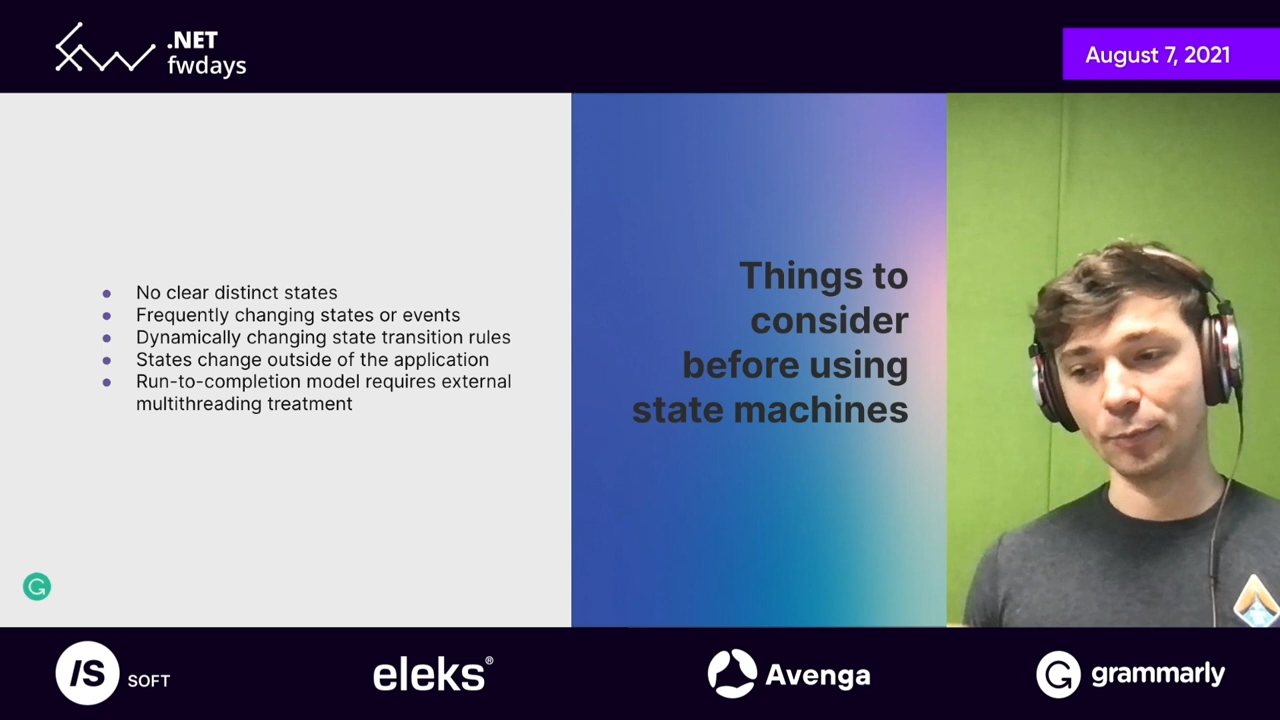 .NET
fwdays
August 7, 2021
No clear distinct states
Frequently changing states or events
Dynamically changing state transition rules
States change outside of the application
Run-to-completion model requires external
multithreading treatment
Things to
consider
before using
state machines
IS SOFT
eleks®
Avenga
grammarly